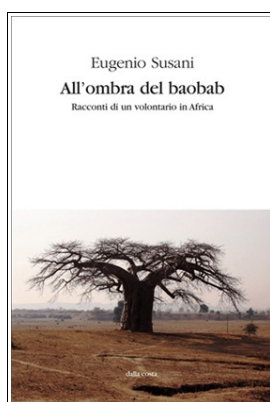 Eugenio Susani
All'ombra del baobab
Racconti di un volontario in Africa
dalla costa